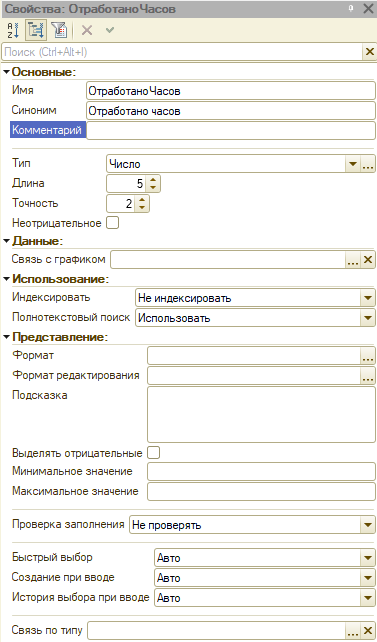 Свойства: ОтработаноЧасов
Поиск (Ctrl+Alt+I)
Основные:
Имя ОтработаноЧасов
Синоним Отработано часов
Комментарий
Тип Число
Длина 5
Точность 2
Неотрицательное
Данные:
Связь с графиком
Использование:
Индексировать Не индексировать
Полнотекстовый поиск Использовать
Представление:
Формат
Формат редактирования
Подсказка
Выделять отрицательные
Минимальное значение
Максимальное значение
Проверка заполнения Не проверять
Быстрый выбор Авто
Создание при вводе Авто
История выбора при вводе Авто
Связь по типу